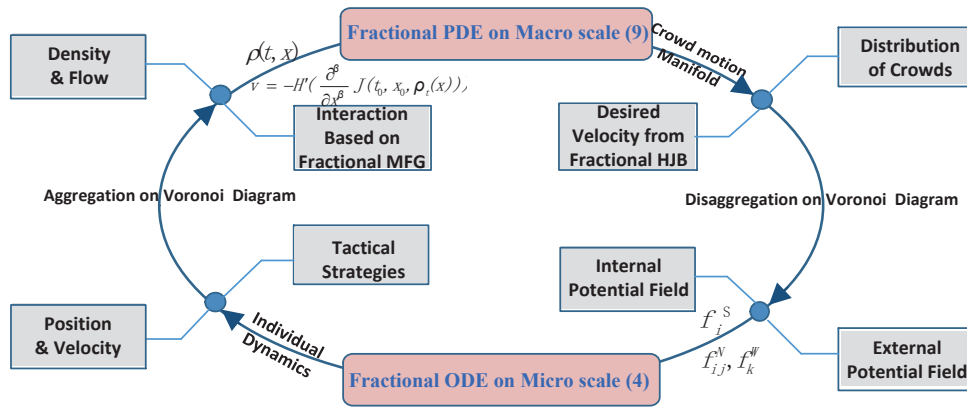 Fractional PDE on Macro scale (9)
Density
& Flow
ρ(t, x)
v = −H′( ∂^β/∂x^β J(t₀, x₀, ρ_t(x)),
Interaction
Based on
Fractional MFG
Crowd motion
Manifold
Distribution
of Crowds
Desired
Velocity from
Fractional HJB
Aggregation on Voronoi Diagram
Disaggregation on Voronoi Diagram
Tactical
Strategies
Internal
Potential Field
Position
& Velocity
Individual
Dynamics
Fractional ODE on Micro scale (4)
f_i^S
f_{ij}^N, f_k^W
External
Potential Field